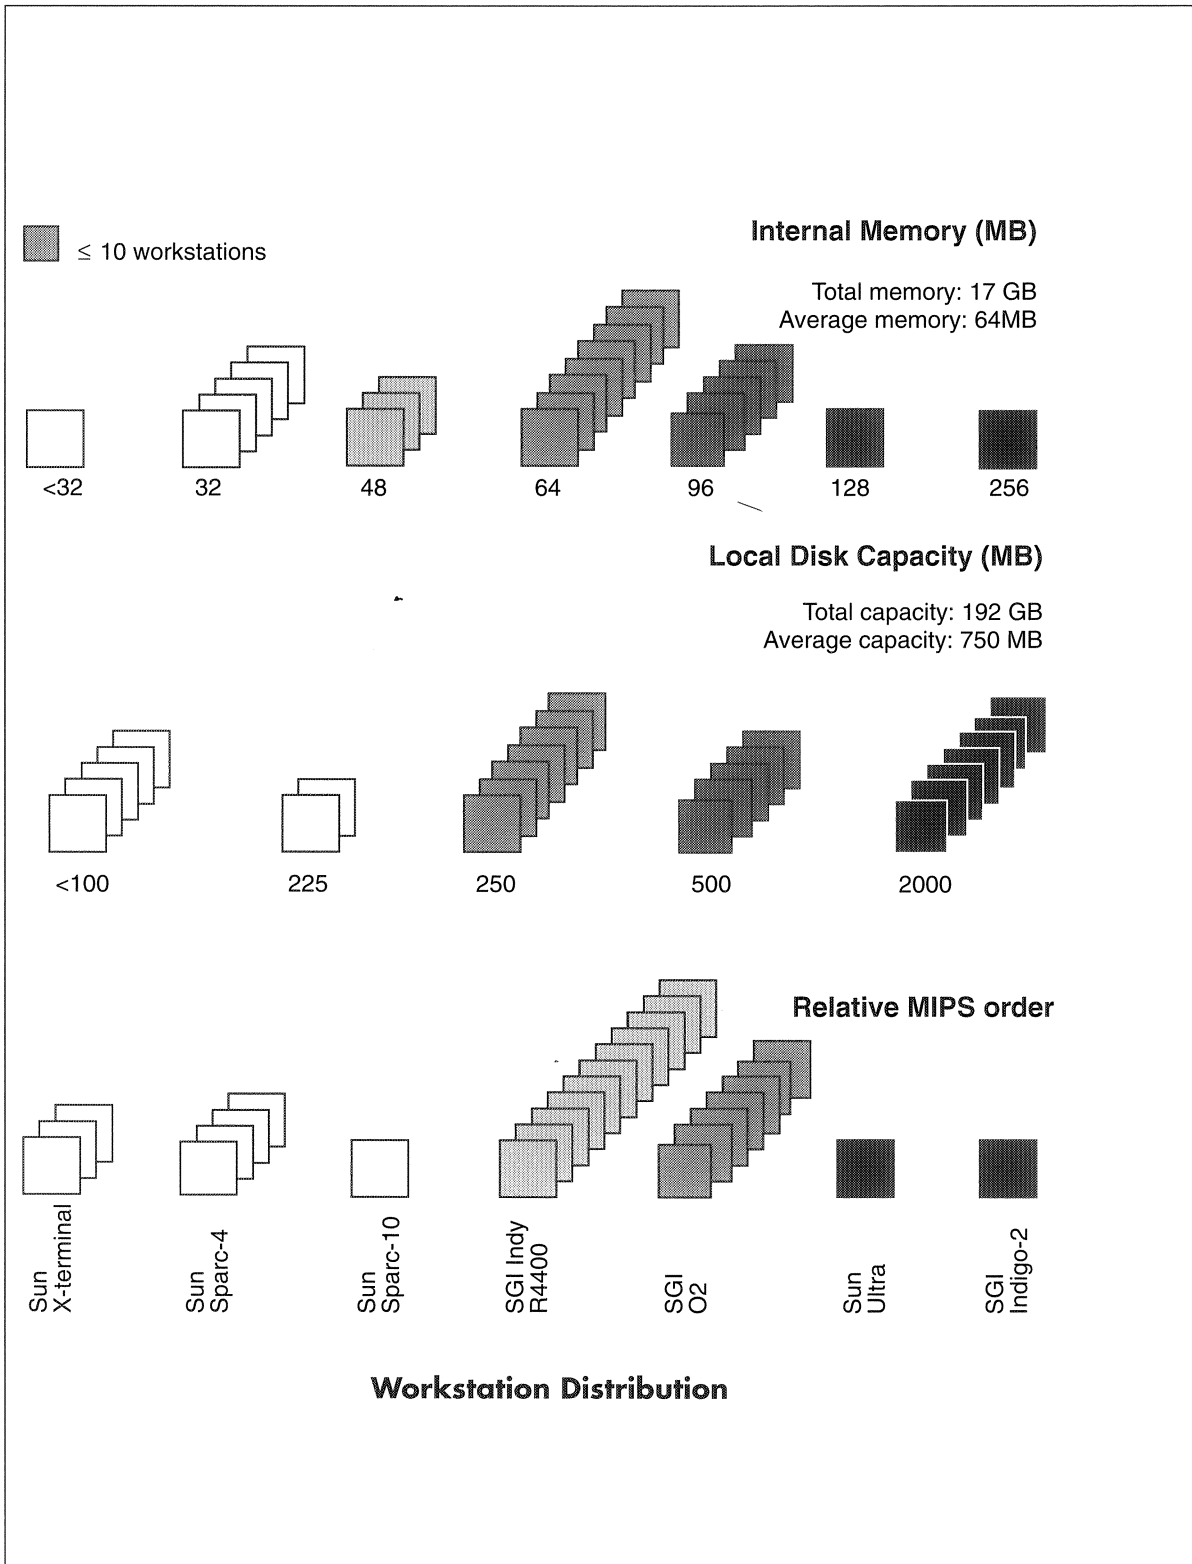 ≤ 10 workstations
Internal Memory (MB)
Total memory: 17 GB
Average memory: 64MB
<32 32 48 64 96 128 256
Local Disk Capacity (MB)
Total capacity: 192 GB
Average capacity: 750 MB
<100 225 250 500 2000
Relative MIPS order
Sun
X-terminal
Sun
Sparc-4
Sun
Sparc-10
SGI Indy
R4400
SGI
O2
Sun
Ultra
SGI
Indigo-2
Workstation Distribution